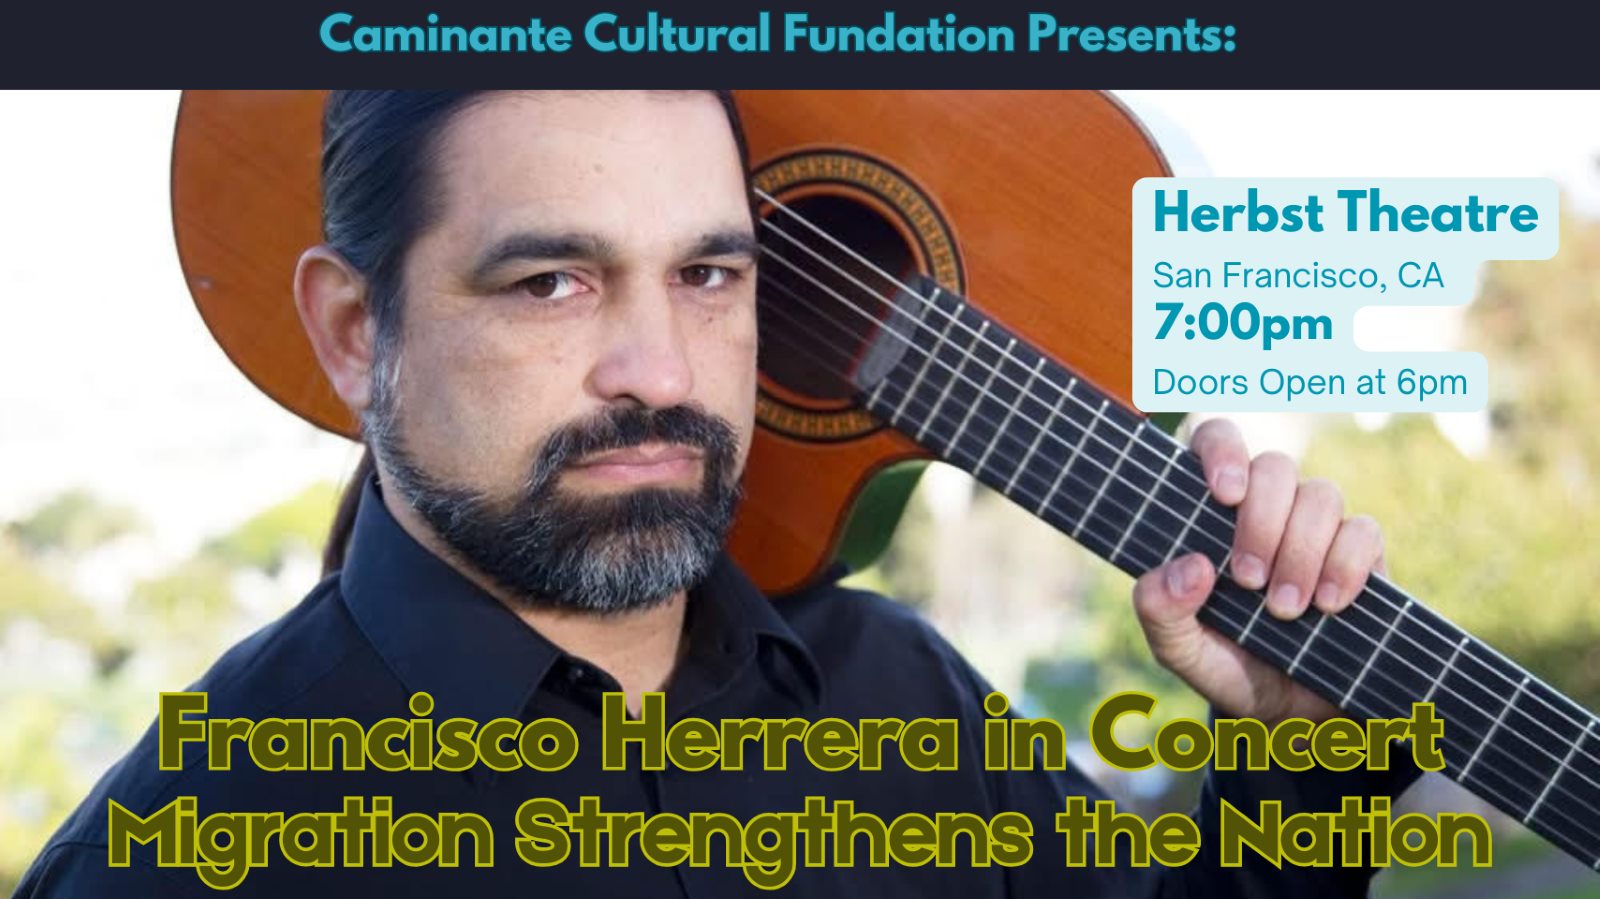 Caminante Cultural Fundation Presents:
Herbst Theatre
San Francisco, CA
7:00pm
Doors Open at 6pm
Francisco Herrera in Concert
Migration Strengthens the Nation